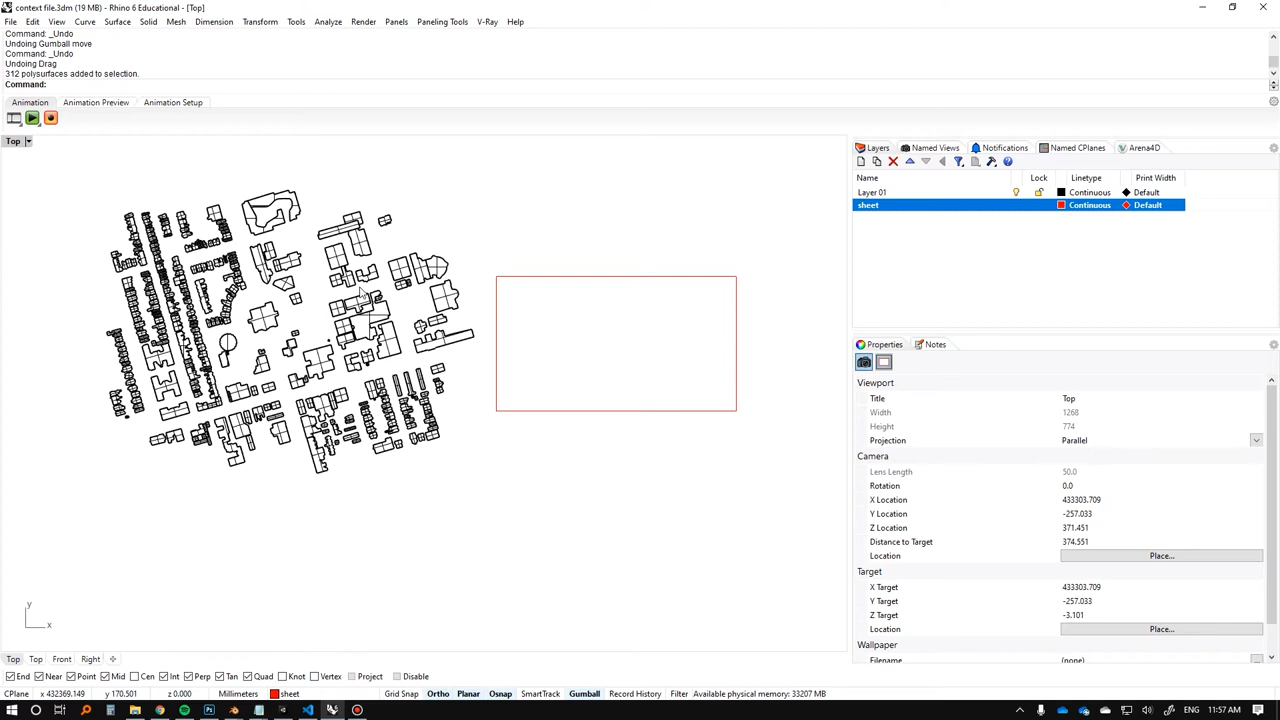 context file.3dm (19 MB) - Rhino 6 Educational - [Top]
File Edit View Curve Surface Solid Mesh Dimension Transform Tools Analyze Render Panels Paneling Tools V-Ray Help
Command: _Undo
Undoing Gumball move
Command: _Undo
Undoing Drag
312 polysurfaces added to selection.
Command:
Animation Animation Preview Animation Setup
Top
Layers Named Views Notifications Named CPlanes Arena4D
Name Lock Linetype Print Width
Layer 01 Continuous Default
sheet Continuous Default
Properties Notes
Viewport
Title Top
Width 1268
Height 774
Projection Parallel
Camera
Lens Length 50.0
Rotation 0.0
X Location 433303.709
Y Location -257.033
Z Location 371.451
Distance to Target 374.551
Location Place...
Target
X Target 433303.709
Y Target -257.033
Z Target -3.101
Location Place...
Wallpaper
Filename (none)
y
x
Top Top Front Right
End Near Point Mid Cen Int Perp Tan Quad Knot Vertex Project Disable
CPlane x 432369.149 y 170.501 z 0.000 Millimeters sheet Grid Snap Ortho Planar Osnap SmartTrack Gumball Record History Filter Available physical memory: 33207 MB
ENG 11:57 AM